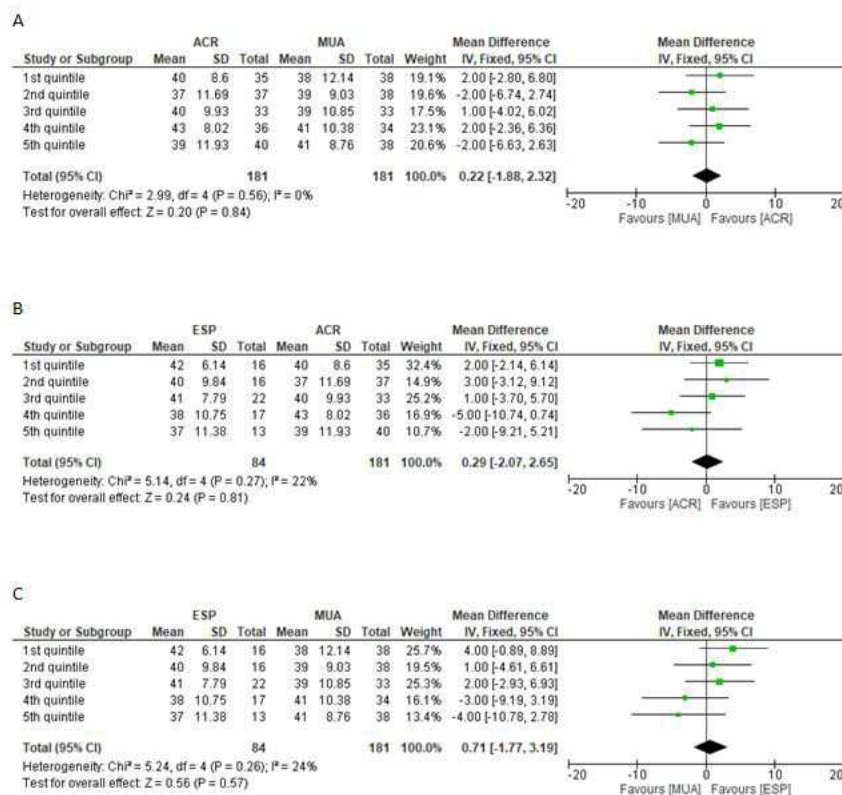 A
ACR MUA Mean Difference Mean Difference
Study or Subgroup Mean SD Total Mean SD Total Weight IV, Fixed, 95% CI IV, Fixed, 95% CI
1st quintile 40 8.6 35 38 12.14 38 19.1% 2.00 [-2.80, 6.80]
2nd quintile 37 11.69 37 39 9.03 38 19.6% -2.00 [-6.74, 2.74]
3rd quintile 40 9.93 33 39 10.85 33 17.5% 1.00 [-4.02, 6.02]
4th quintile 43 8.02 36 41 10.38 34 23.1% 2.00 [-2.36, 6.36]
5th quintile 39 11.93 40 41 8.76 38 20.6% -2.00 [-6.63, 2.63]
Total (95% CI) 181 181 100.0% 0.22 [-1.88, 2.32]
Heterogeneity: Chi² = 2.99, df = 4 (P = 0.56); I² = 0%
Test for overall effect: Z = 0.20 (P = 0.84)
-20 -10 0 10 20
Favours [MUA] Favours [ACR]
B
ESP ACR Mean Difference Mean Difference
Study or Subgroup Mean SD Total Mean SD Total Weight IV, Fixed, 95% CI IV, Fixed, 95% CI
1st quintile 42 6.14 16 40 8.6 35 32.4% 2.00 [-2.14, 6.14]
2nd quintile 40 9.84 16 37 11.69 37 14.9% 3.00 [-3.12, 9.12]
3rd quintile 41 7.79 22 40 9.93 33 25.2% 1.00 [-3.70, 5.70]
4th quintile 38 10.75 17 43 8.02 36 16.9% -5.00 [-10.74, 0.74]
5th quintile 37 11.38 13 39 11.93 40 10.7% -2.00 [-9.21, 5.21]
Total (95% CI) 84 181 100.0% 0.29 [-2.07, 2.65]
Heterogeneity: Chi² = 5.14, df = 4 (P = 0.27); I² = 22%
Test for overall effect: Z = 0.24 (P = 0.81)
-20 -10 0 10 20
Favours [ACR] Favours [ESP]
C
ESP MUA Mean Difference Mean Difference
Study or Subgroup Mean SD Total Mean SD Total Weight IV, Fixed, 95% CI IV, Fixed, 95% CI
1st quintile 42 6.14 16 38 12.14 38 25.7% 4.00 [-0.89, 8.89]
2nd quintile 40 9.84 16 39 9.03 38 19.5% 1.00 [-4.61, 6.61]
3rd quintile 41 7.79 22 39 10.85 33 25.3% 2.00 [-2.93, 6.93]
4th quintile 38 10.75 17 41 10.38 34 16.1% -3.00 [-9.19, 3.19]
5th quintile 37 11.38 13 41 8.76 38 13.4% -4.00 [-10.78, 2.78]
Total (95% CI) 84 181 100.0% 0.71 [-1.77, 3.19]
Heterogeneity: Chi² = 5.24, df = 4 (P = 0.26); I² = 24%
Test for overall effect: Z = 0.56 (P = 0.57)
-20 -10 0 10 20
Favours [MUA] Favours [ESP]